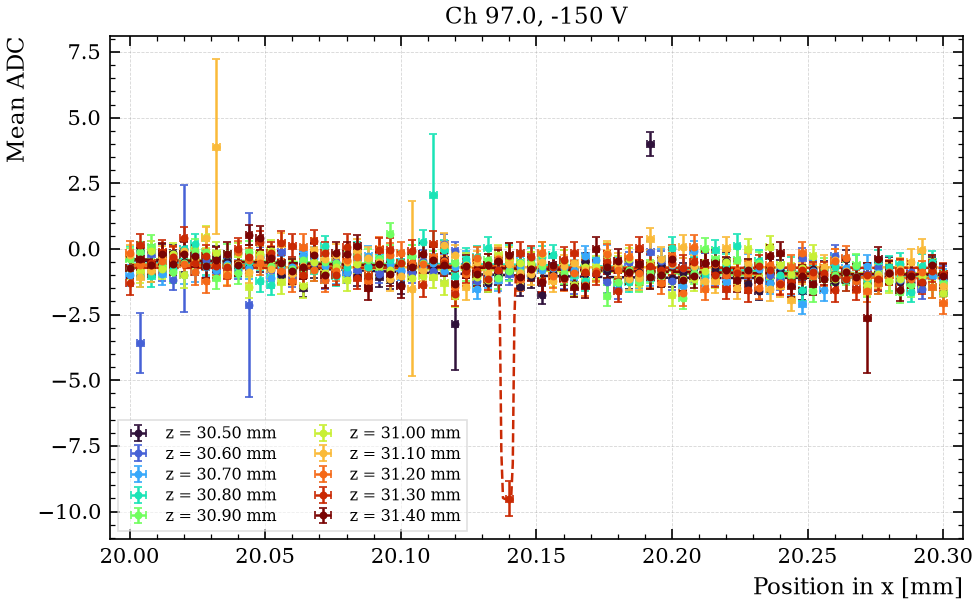 Ch 97.0, -150 V
Mean ADC
7.5
5.0
2.5
0.0
−2.5
−5.0
−7.5
−10.0
z = 30.50 mm
z = 30.60 mm
z = 30.70 mm
z = 30.80 mm
z = 30.90 mm
z = 31.00 mm
z = 31.10 mm
z = 31.20 mm
z = 31.30 mm
z = 31.40 mm
20.00 20.05 20.10 20.15 20.20 20.25 20.30
Position in x [mm]